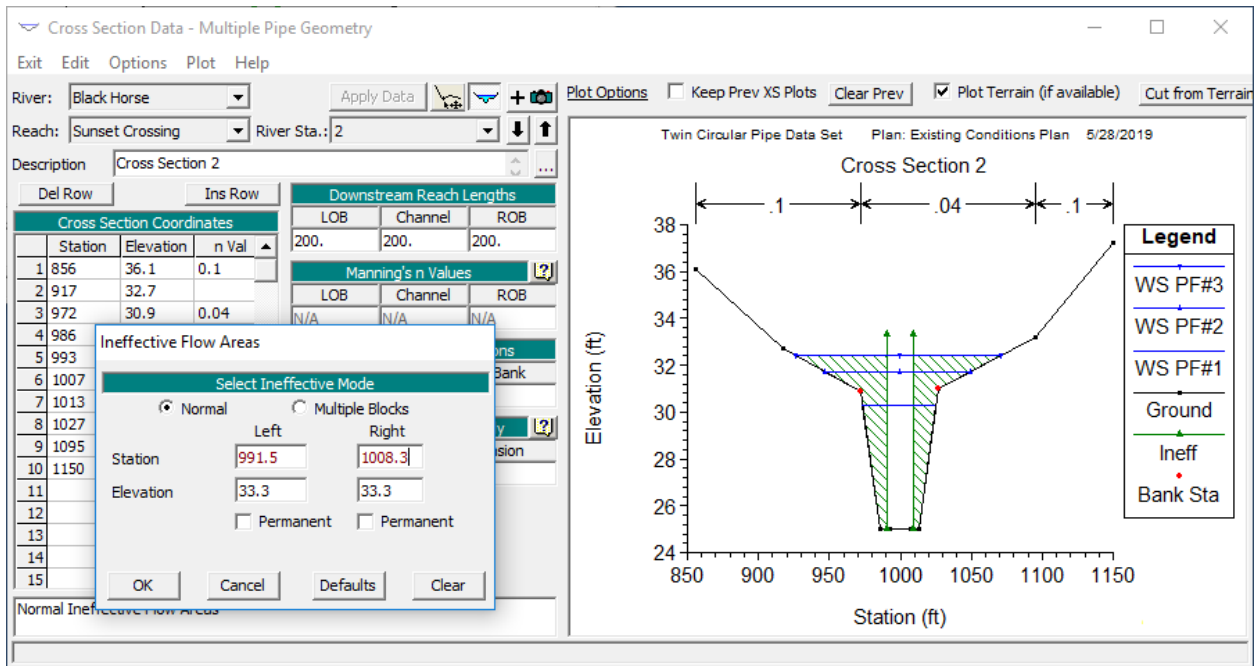 Cross Section Data - Multiple Pipe Geometry
Exit Edit Options Plot Help
River: Black Horse Apply Data
Plot Options Keep Prev XS Plots Clear Prev Plot Terrain (if available) Cut from Terrain
Reach: Sunset Crossing River Sta.: 2
Description Cross Section 2 ...
Del Row Ins Row
Cross Section Coordinates
Station Elevation n Val
1 856 36.1 0.1
2 917 32.7
3 972 30.9 0.04
4 986
5 993
6 1007
7 1013
8 1027
9 1095
10 1150
11
12
13
14
15
Downstream Reach Lengths
LOB Channel ROB
200. 200. 200.
Manning's n Values
LOB Channel ROB
N/A N/A N/A
ons
Bank
y
sion
Ineffective Flow Areas
Select Ineffective Mode
Normal Multiple Blocks
Left Right
Station 991.5 1008.3
Elevation 33.3 33.3
Permanent Permanent
OK Cancel Defaults Clear
Normal Ineffective Flow Areas
Twin Circular Pipe Data Set Plan: Existing Conditions Plan 5/28/2019
Cross Section 2
.1 .04 .1
38
36
34
32
30
28
26
24
Elevation (ft)
850 900 950 1000 1050 1100 1150
Station (ft)
Legend
WS PF#3
WS PF#2
WS PF#1
Ground
Ineff
Bank Sta